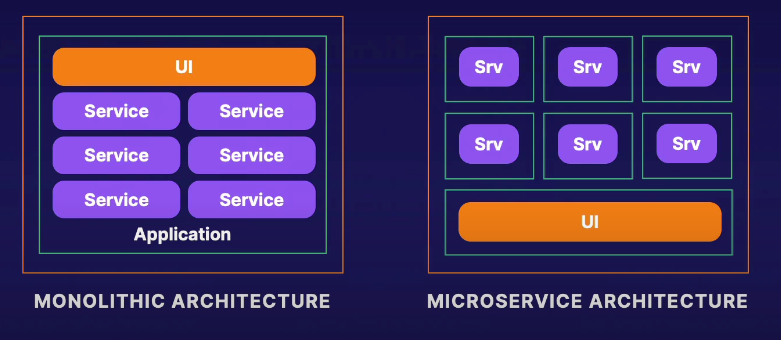 UI
Service Service
Service Service
Service Service
Application
MONOLITHIC ARCHITECTURE
Srv Srv Srv
Srv Srv Srv
UI
MICROSERVICE ARCHITECTURE